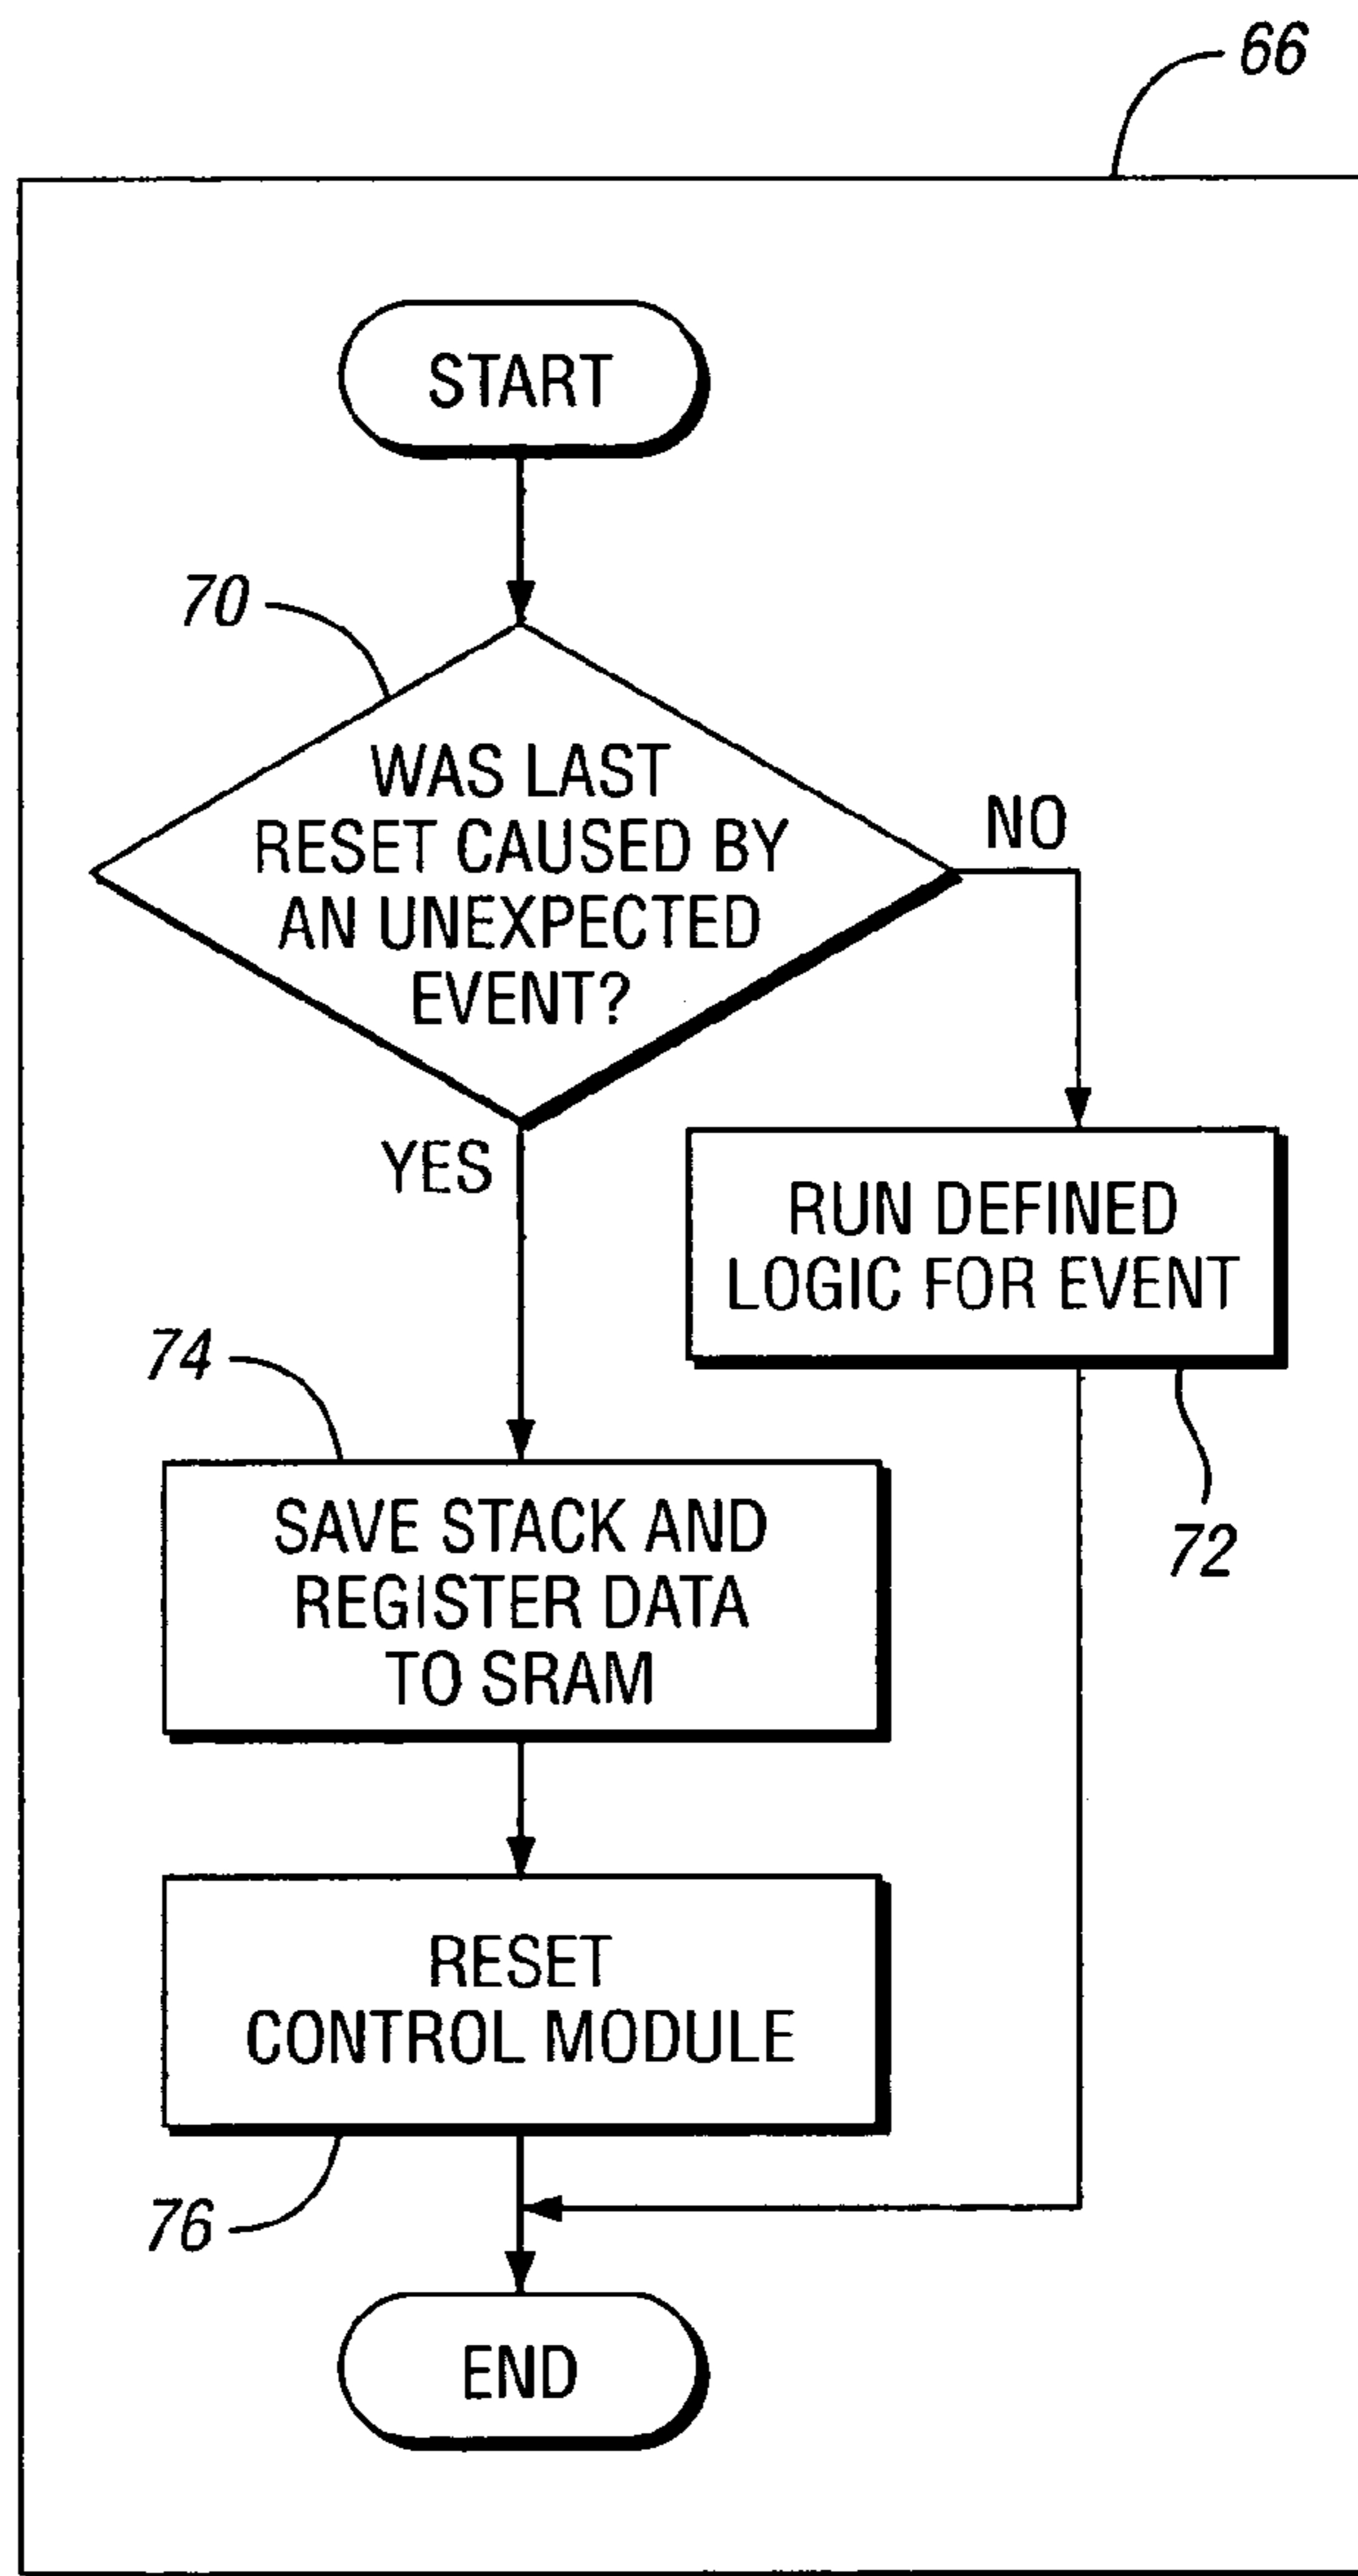 66
START
70
WAS LAST
RESET CAUSED BY
AN UNEXPECTED
EVENT?
NO
YES
RUN DEFINED
LOGIC FOR EVENT
72
74
SAVE STACK AND
REGISTER DATA
TO SRAM
RESET
CONTROL MODULE
76
END